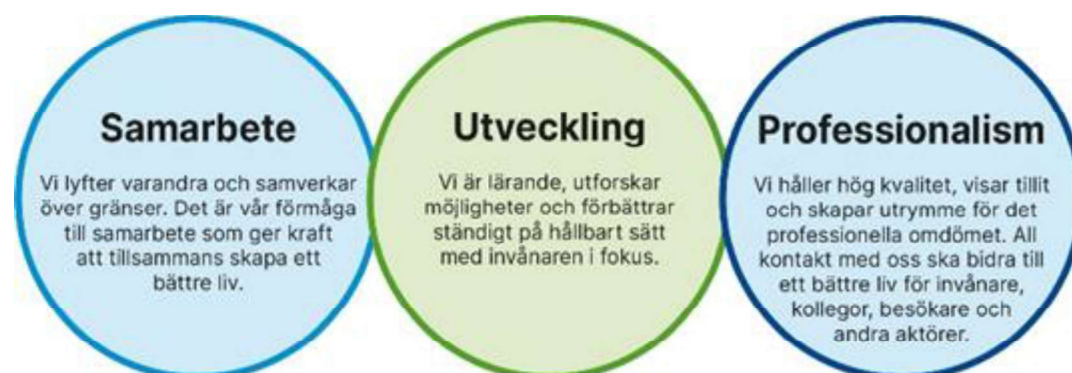 Samarbete
Vi lyfter varandra och samverkar
över gränser. Det är vår förmåga
till samarbete som ger kraft
att tillsammans skapa ett
bättre liv.
Utveckling
Vi är lärande, utforskar
möjligheter och förbättrar
ständigt på hållbart sätt
med invånaren i fokus.
Professionalism
Vi håller hög kvalitet, visar tillit
och skapar utrymme för det
professionella omdömet. All
kontakt med oss ska bidra till
ett bättre liv för invånare,
kollegor, besökare och
andra aktörer.